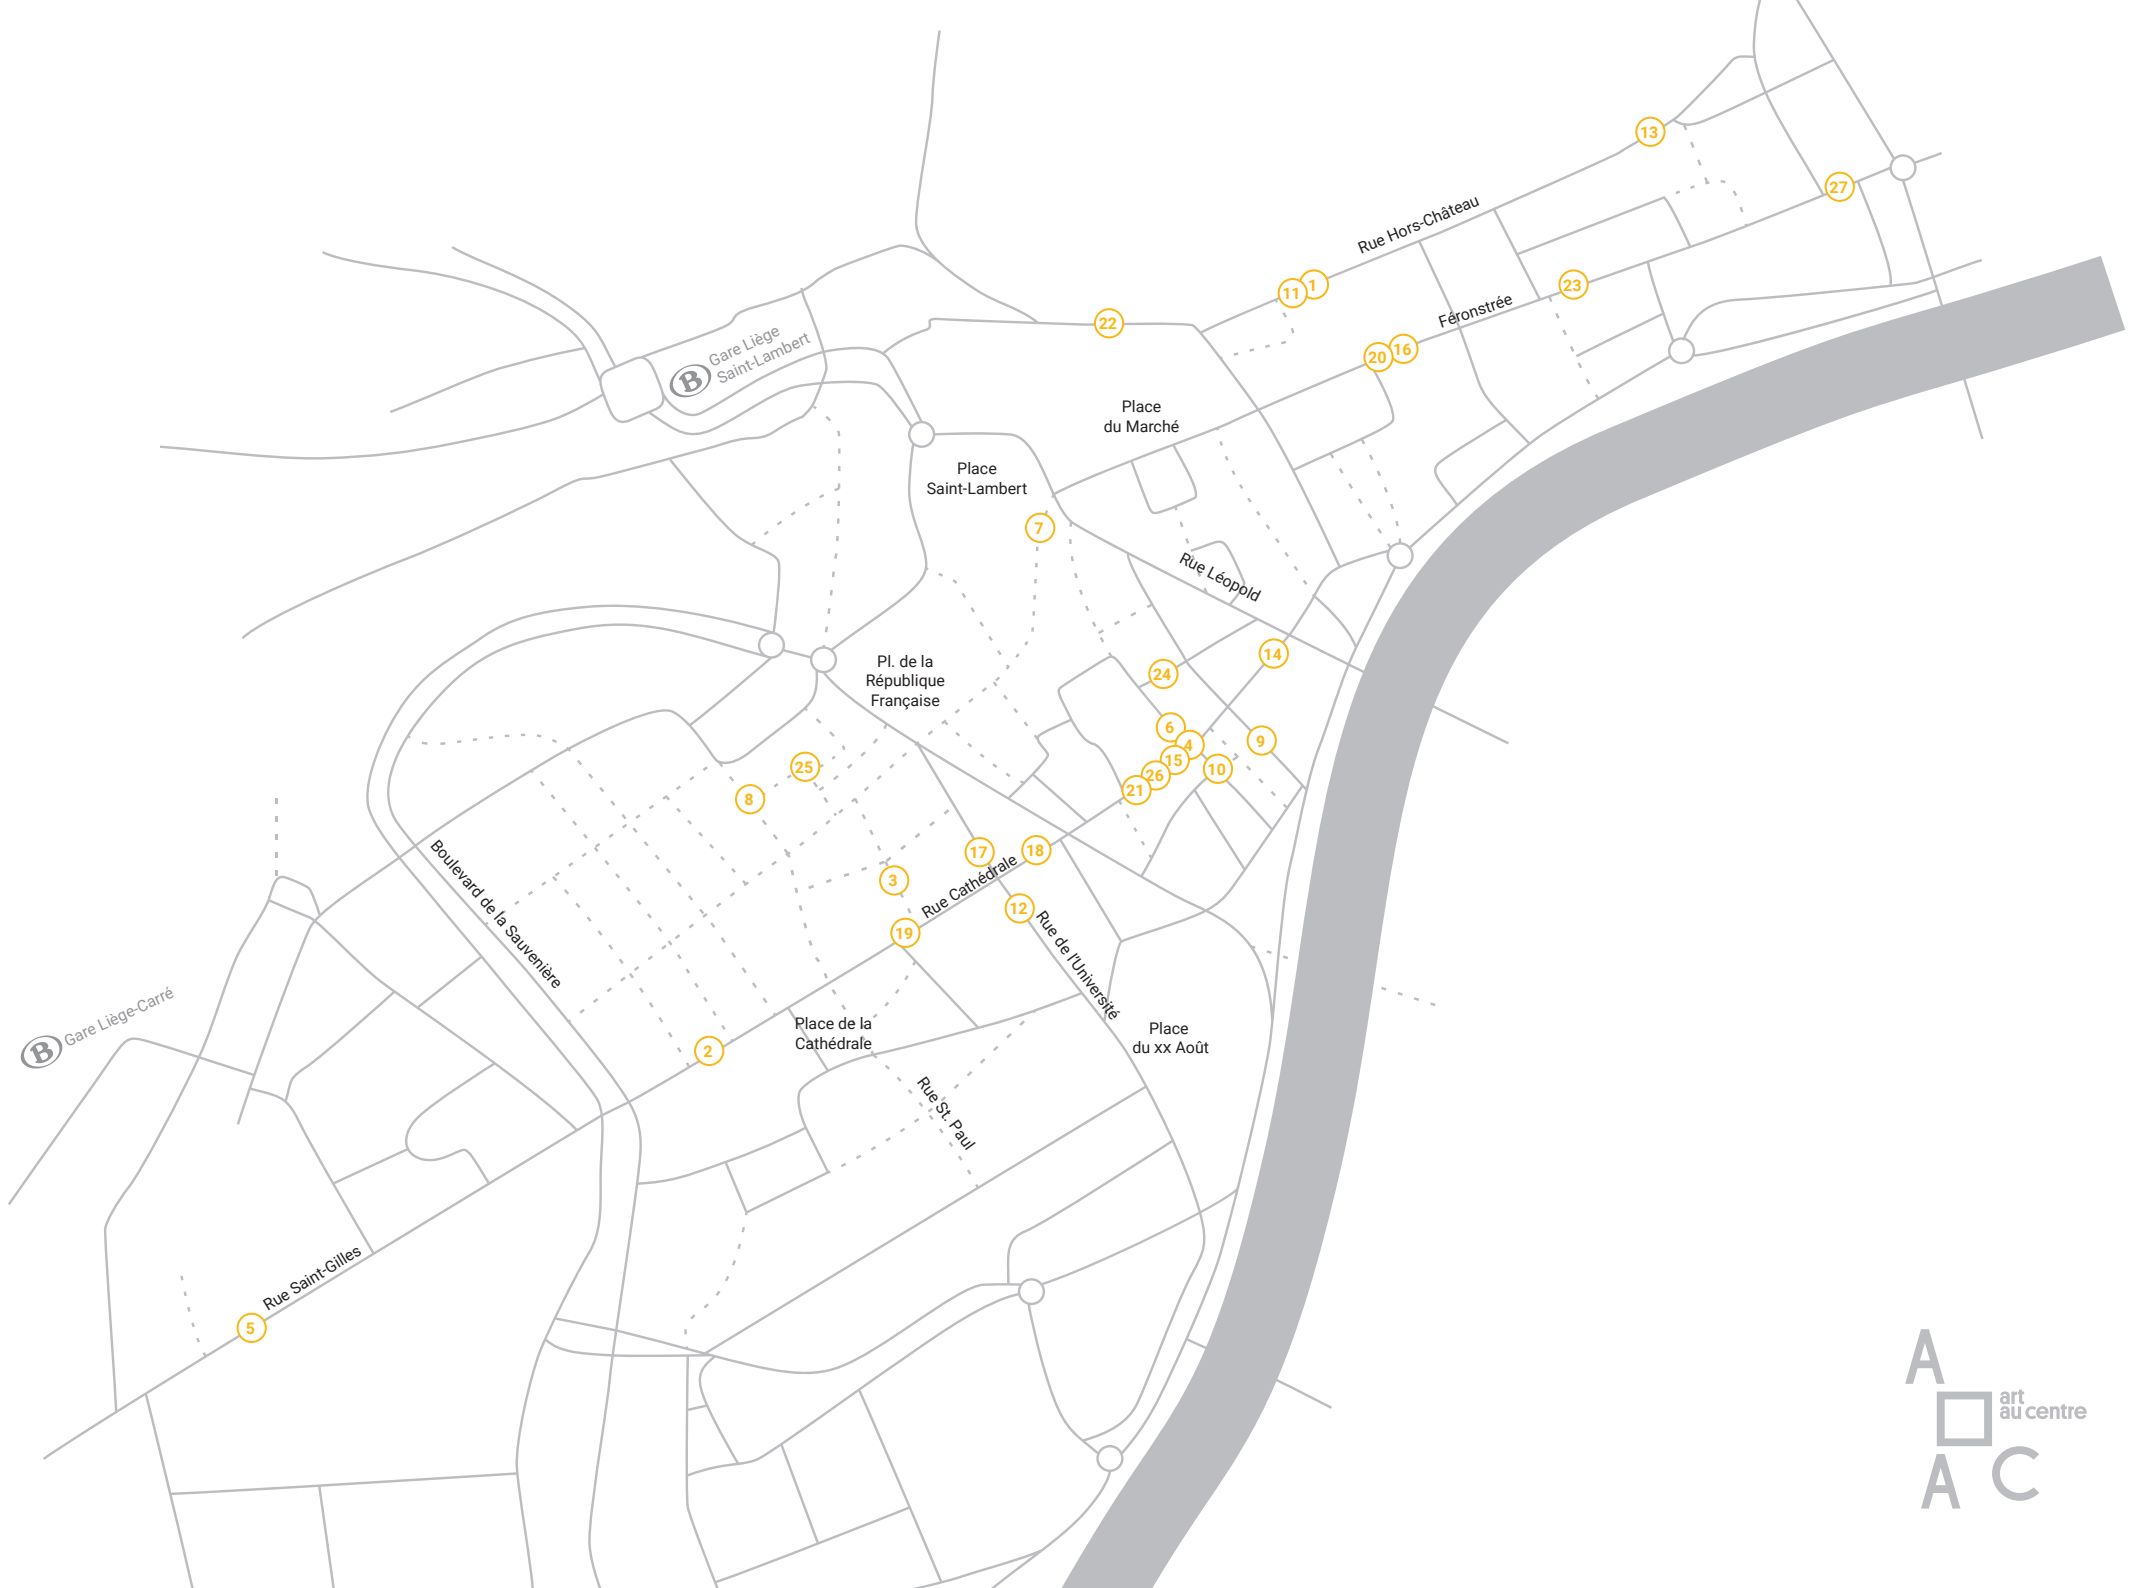 13
27
Rue Hors-Château
1
11
23
Féronstrée
22
16
20
Gare Liège
Saint-Lambert
B
Place
du Marché
Place
Saint-Lambert
7
Rue Léopold
14
24
Pl. de la
République
Française
6
4
9
15
10
26
21
25
8
18
17
3
Rue Cathédrale
12
19
Boulevard de la Sauvenière
Rue de l'Université
Gare Liège-Carré
B
2
Place de la
Cathédrale
Place
du xx Août
Rue St. Paul
Rue Saint-Gilles
5
A
art
au centre
A C